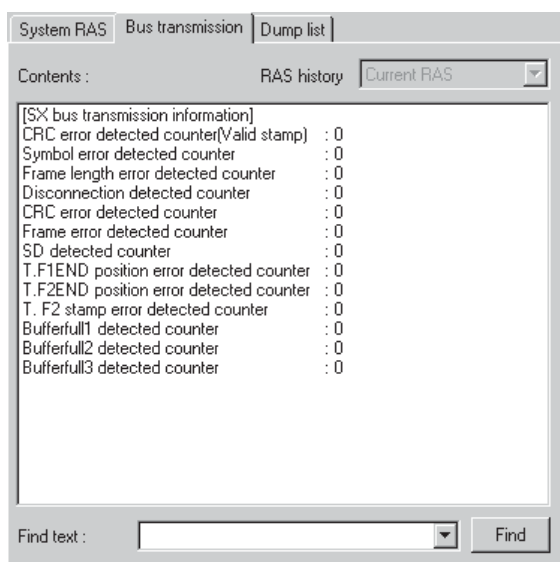 System RAS Bus transmission Dump list
Contents : RAS history Current RAS
[SX bus transmission information]
CRC error detected counter(Valid stamp) : 0
Symbol error detected counter : 0
Frame length error detected counter : 0
Disconnection detected counter : 0
CRC error detected counter : 0
Frame error detected counter : 0
SD detected counter : 0
T.F1END position error detected counter : 0
T.F2END position error detected counter : 0
T. F2 stamp error detected counter : 0
Bufferfull1 detected counter : 0
Bufferfull2 detected counter : 0
Bufferfull3 detected counter : 0
Find text : Find